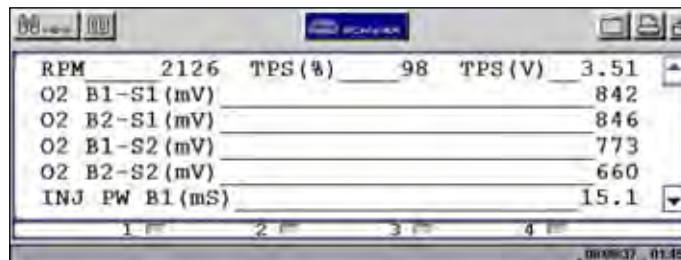 RPM 2126 TPS(%) 98 TPS(V) 3.51
O2 B1-S1(mV) 842
O2 B2-S1(mV) 846
O2 B1-S2(mV) 773
O2 B2-S2(mV) 660
INJ PW B1(mS) 15.1
1 2 3 4